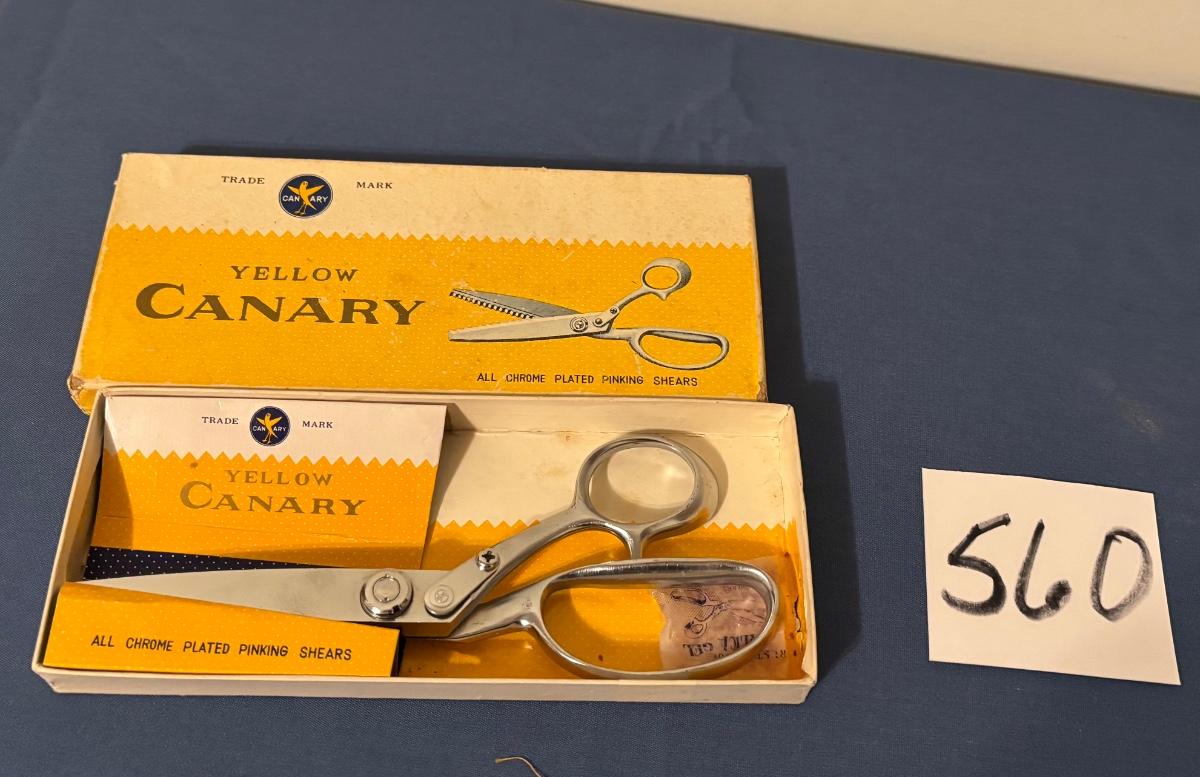 TRADE MARK
CANARY
YELLOW
CANARY
ALL CHROME PLATED PINKING SHEARS
TRADE MARK
CANARY
YELLOW
CANARY
ALL CHROME PLATED PINKING SHEARS
GEL
560